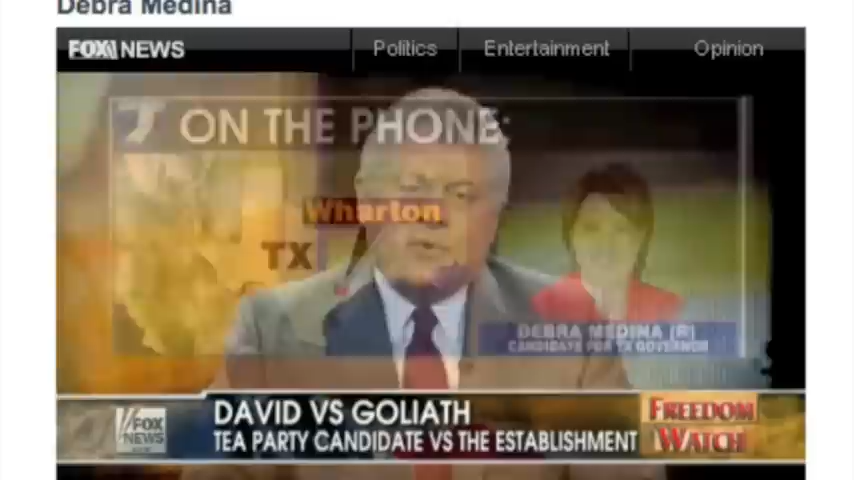 Debra Medina
FOX NEWS
Politics
Entertainment
Opinion
ON THE PHONE:
Wharton
TX
DEBRA MEDINA (R)
CANDIDATE FOR TX GOVERNOR
DAVID VS GOLIATH
TEA PARTY CANDIDATE VS THE ESTABLISHMENT
FOX
NEWS
FREEDOM
WATCH